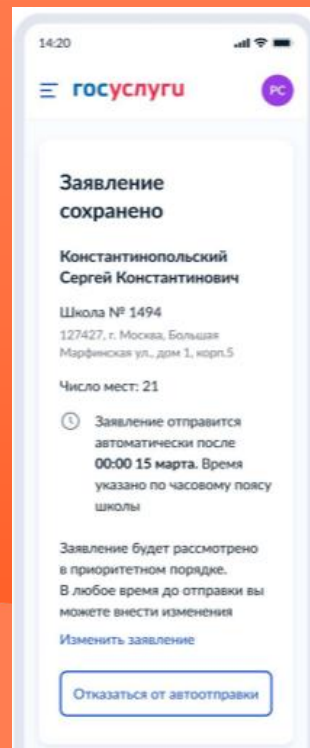 14:20
госуслуги
РС
Заявление
сохранено
Константинопольский
Сергей Константинович
Школа № 1494
127427, г. Москва, Большая
Марфинская ул., дом 1, корп.5
Число мест: 21
Заявление отправится
автоматически после
00:00 15 марта. Время
указано по часовому поясу
школы
Заявление будет рассмотрено
в приоритетном порядке.
В любое время до отправки вы
можете внести изменения
Изменить заявление
Отказаться от автоотправки